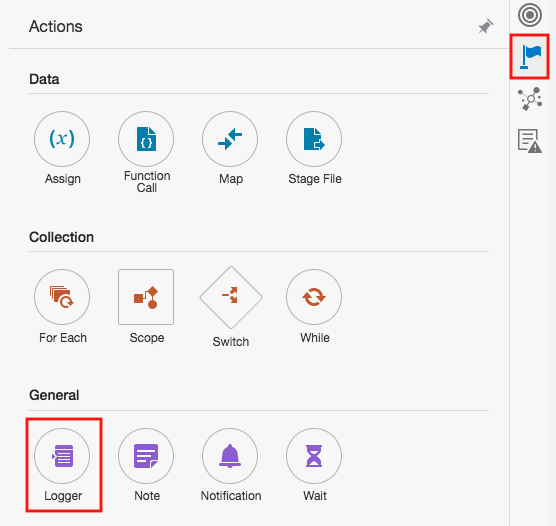 Actions
Data
(x)
Assign
Function
Call
Map
Stage File
Collection
For Each
Scope
Switch
While
General
Logger
Note
Notification
Wait